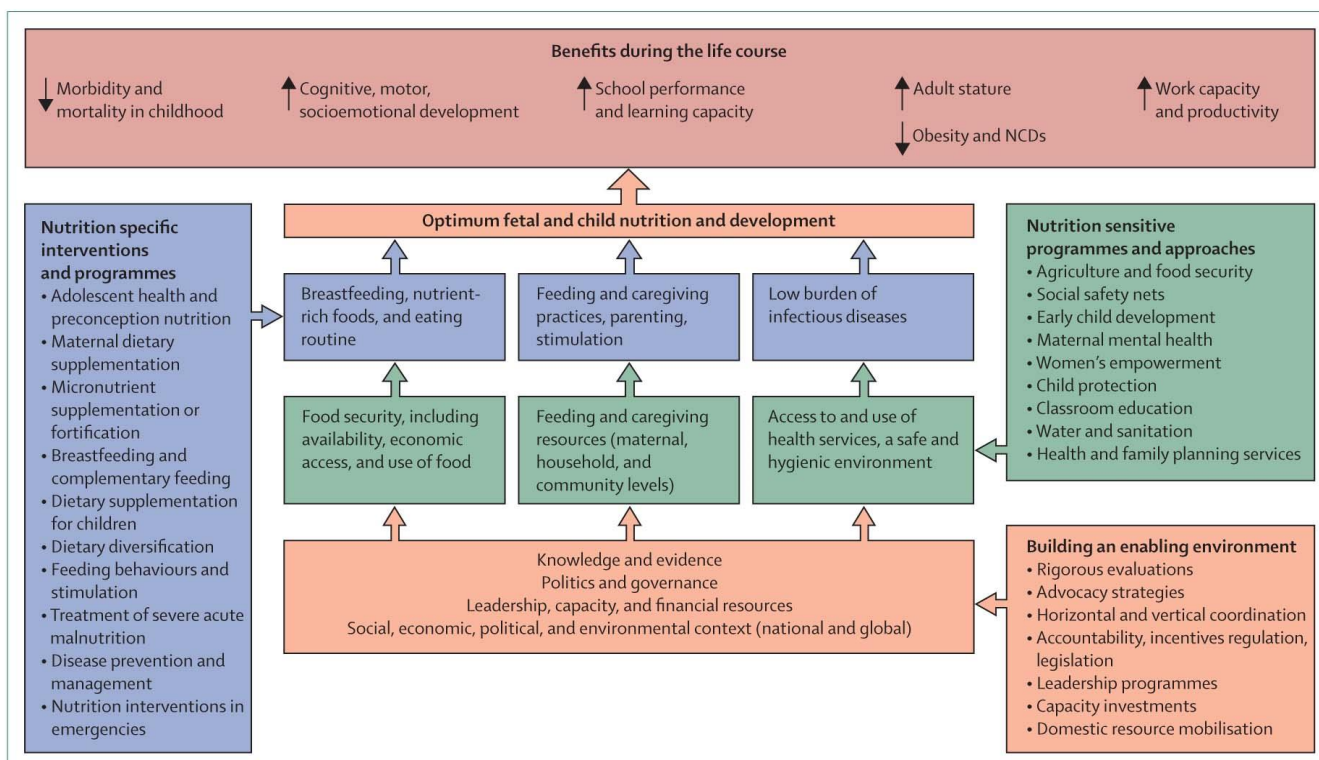 Benefits during the life course
Morbidity and
mortality in childhood
Cognitive, motor,
socioemotional development
School performance
and learning capacity
Adult stature
Obesity and NCDs
Work capacity
and productivity
Optimum fetal and child nutrition and development
Nutrition specific
interventions
and programmes
• Adolescent health and
preconception nutrition
• Maternal dietary
supplementation
• Micronutrient
supplementation or
fortification
• Breastfeeding and
complementary feeding
• Dietary supplementation
for children
• Dietary diversification
• Feeding behaviours and
stimulation
• Treatment of severe acute
malnutrition
• Disease prevention and
management
• Nutrition interventions in
emergencies
Breastfeeding, nutrient-
rich foods, and eating
routine
Feeding and caregiving
practices, parenting,
stimulation
Low burden of
infectious diseases
Food security, including
availability, economic
access, and use of food
Feeding and caregiving
resources (maternal,
household, and
community levels)
Access to and use of
health services, a safe and
hygienic environment
Knowledge and evidence
Politics and governance
Leadership, capacity, and financial resources
Social, economic, political, and environmental context (national and global)
Nutrition sensitive
programmes and approaches
• Agriculture and food security
• Social safety nets
• Early child development
• Maternal mental health
• Women's empowerment
• Child protection
• Classroom education
• Water and sanitation
• Health and family planning services
Building an enabling environment
• Rigorous evaluations
• Advocacy strategies
• Horizontal and vertical coordination
• Accountability, incentives regulation,
legislation
• Leadership programmes
• Capacity investments
• Domestic resource mobilisation